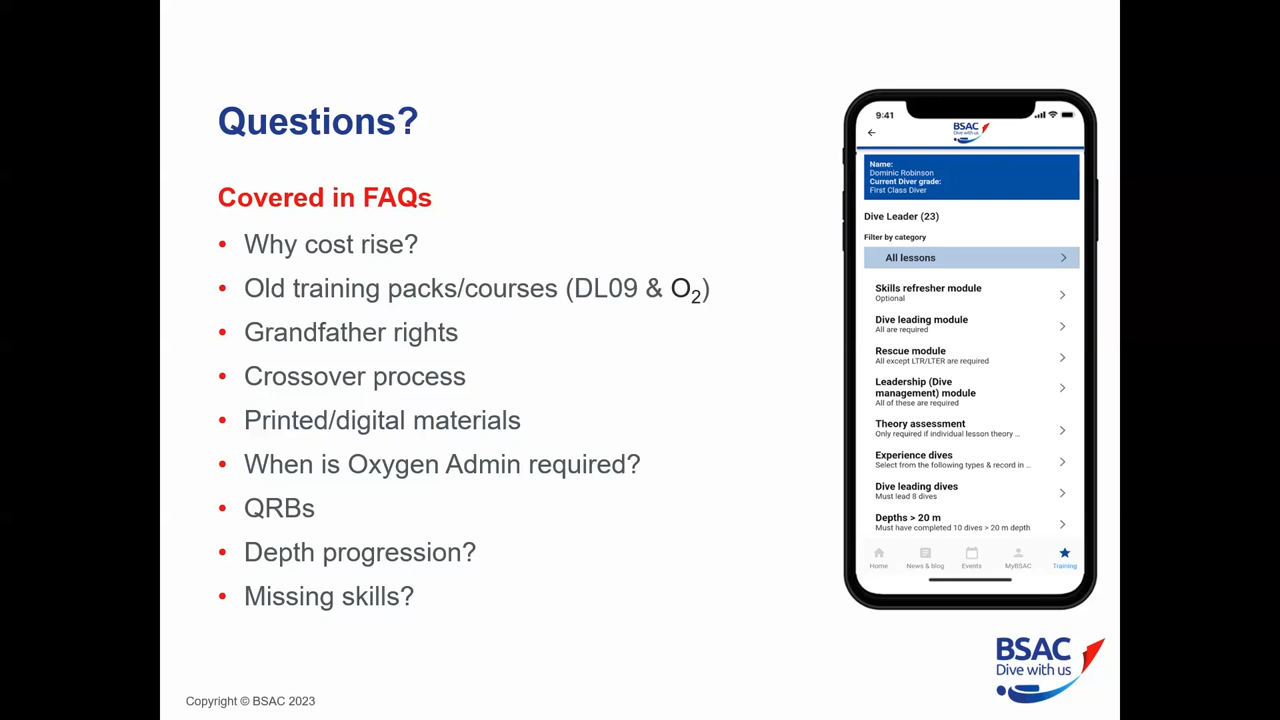 Questions?
Covered in FAQs
• Why cost rise?
• Old training packs/courses (DL09 & O₂)
• Grandfather rights
• Crossover process
• Printed/digital materials
• When is Oxygen Admin required?
• QRBs
• Depth progression?
• Missing skills?
9:41
BSAC
Dive with us
Name:
Dominic Robinson
Current Diver grade:
First Class Diver
Dive Leader (23)
Filter by category
All lessons
Skills refresher module
Optional
Dive leading module
All are required
Rescue module
All except LTR/LTER are required
Leadership (Dive
management) module
All of these are required
Theory assessment
Only required if individual lesson theory ...
Experience dives
Select from the following types & record in ...
Dive leading dives
Must lead 8 dives
Depths > 20 m
Must have completed 10 dives > 20 m depth
Home News & blog Events MyBSAC Training
BSAC
Dive with us
Copyright © BSAC 2023